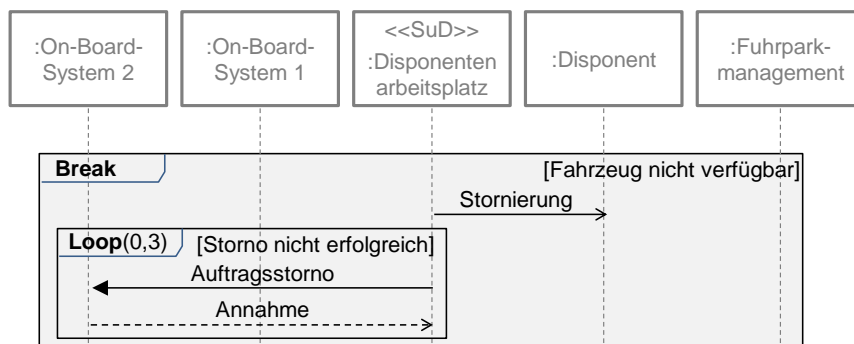 :On-Board-
System 2
:On-Board-
System 1
<<SuD>>
:Disponenten
arbeitsplatz
:Disponent
:Fuhrpark-
management
Break
[Fahrzeug nicht verfügbar]
Stornierung
Loop(0,3)
[Storno nicht erfolgreich]
Auftragsstorno
Annahme